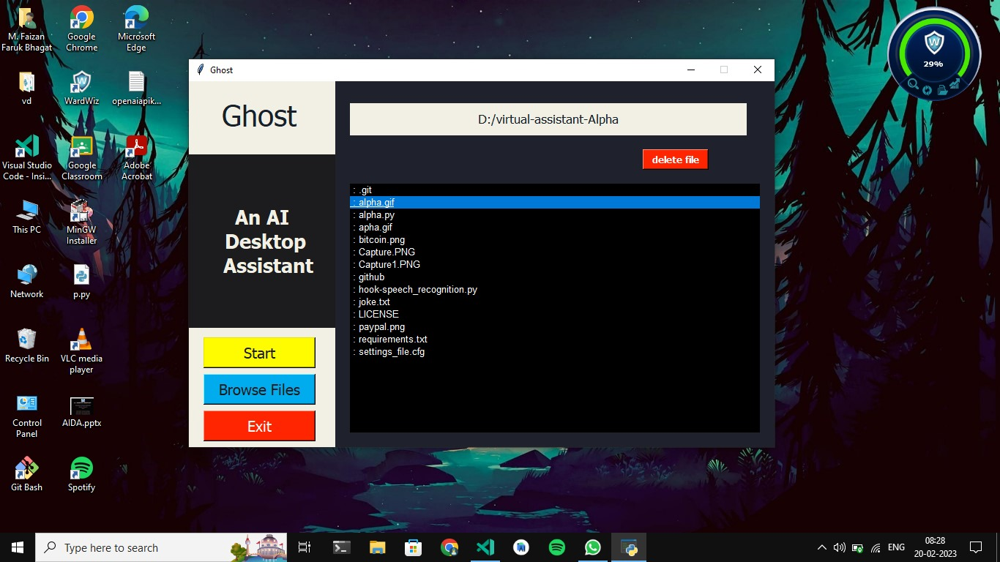 M. Faizan
Faruk Bhagat
Google
Chrome
Microsoft
Edge
vd
WardWiz
openaiapik...
Visual Studio
Code - Insi...
Google
Classroom
Adobe
Acrobat
This PC
MinGW
Installer
Network
p.py
Recycle Bin
VLC media
player
Control
Panel
AIDA.pptx
Git Bash
Spotify
Ghost
Ghost
An AI
Desktop
Assistant
Start
Browse Files
Exit
D:/virtual-assistant-Alpha
delete file
: .git
: alpha.gif
: alpha.py
: apha.gif
: bitcoin.png
: Capture.PNG
: Capture1.PNG
: github
: hook-speech_recognition.py
: joke.txt
: LICENSE
: paypal.png
: requirements.txt
: settings_file.cfg
W
29%
Type here to search
ENG
08:28
20-02-2023